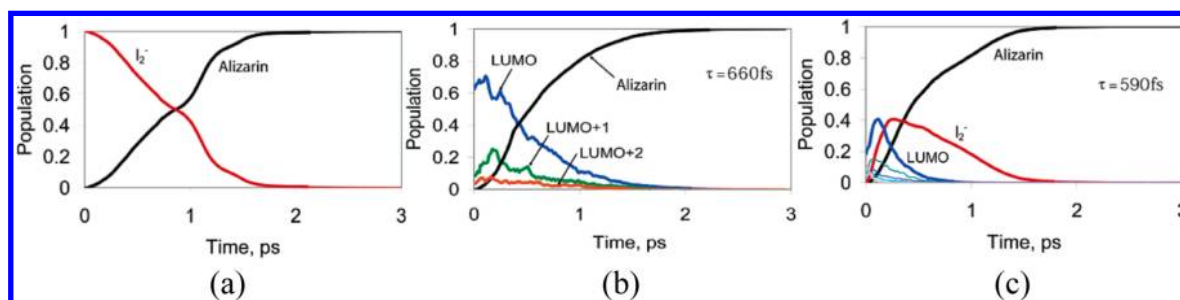 1
0.8
0.6
0.4
0.2
0
Population
I₂⁻
Alizarin
0 1 2 3
Time, ps
(a)
1
0.8
0.6
0.4
0.2
0
Population
LUMO
Alizarin
τ=660fs
LUMO+1
LUMO+2
0 1 2 3
Time, ps
(b)
1
0.8
0.6
0.4
0.2
0
Population
Alizarin
τ=590fs
I₂⁻
LUMO
0 1 2 3
Time, ps
(c)